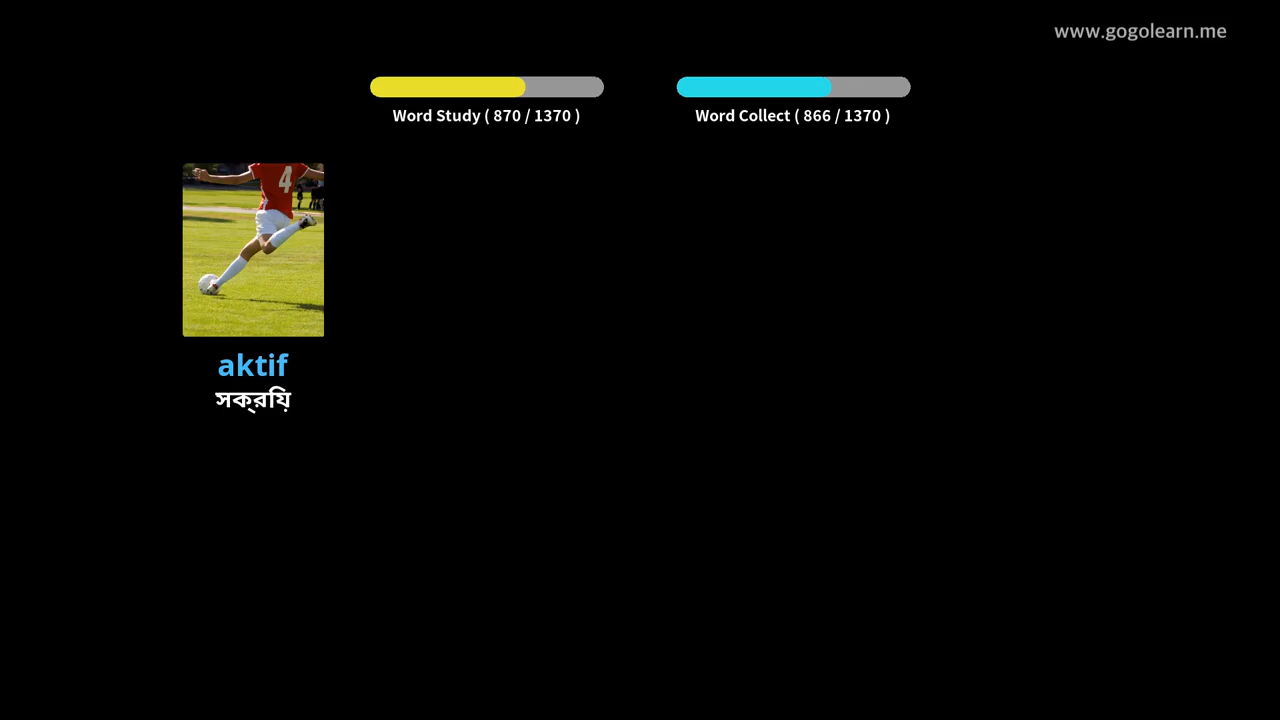 www.gogolearn.me
Word Study ( 870 / 1370 )
Word Collect ( 866 / 1370 )
4
aktif
সক্রিয়